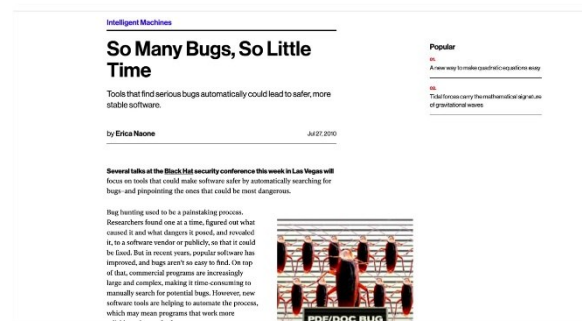 Intelligent Machines
So Many Bugs, So Little
Time
Tools that find serious bugs automatically could lead to safer, more
stable software.
by Erica Naone
Jul 27, 2010
Several talks at the Black Hat security conference this week in Las Vegas will
focus on tools that could make software safer by automatically searching for
bugs–and pinpointing the ones that could be most dangerous.
Bug hunting used to be a painstaking process.
Researchers found one at a time, figured out what
caused it and what dangers it posed, and revealed
it, to a software vendor or publicly, so that it could
be fixed. But in recent years, popular software has
improved, and bugs aren't so easy to find. On top
of that, commercial programs are increasingly
large and complex, making it time-consuming to
manually search for potential bugs. However, new
software tools are helping to automate the process,
which may mean programs that work more
PDF/DOC BUG
Popular
01.
A new way to make quadratic equations easy
02.
Tidal forces carry the mathematical signature
of gravitational waves